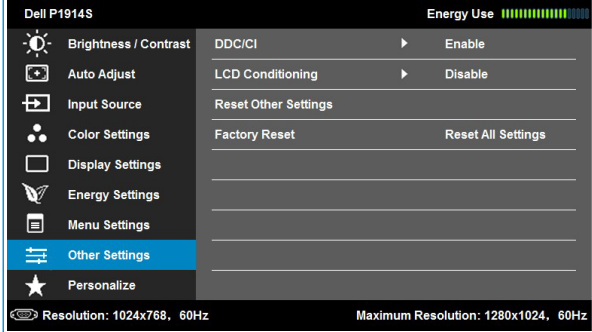 Dell P1914S Energy Use
Brightness / Contrast DDC/CI Enable
Auto Adjust LCD Conditioning Disable
Input Source Reset Other Settings
Color Settings Factory Reset Reset All Settings
Display Settings
Energy Settings
Menu Settings
Other Settings
Personalize
Resolution: 1024x768, 60Hz Maximum Resolution: 1280x1024, 60Hz